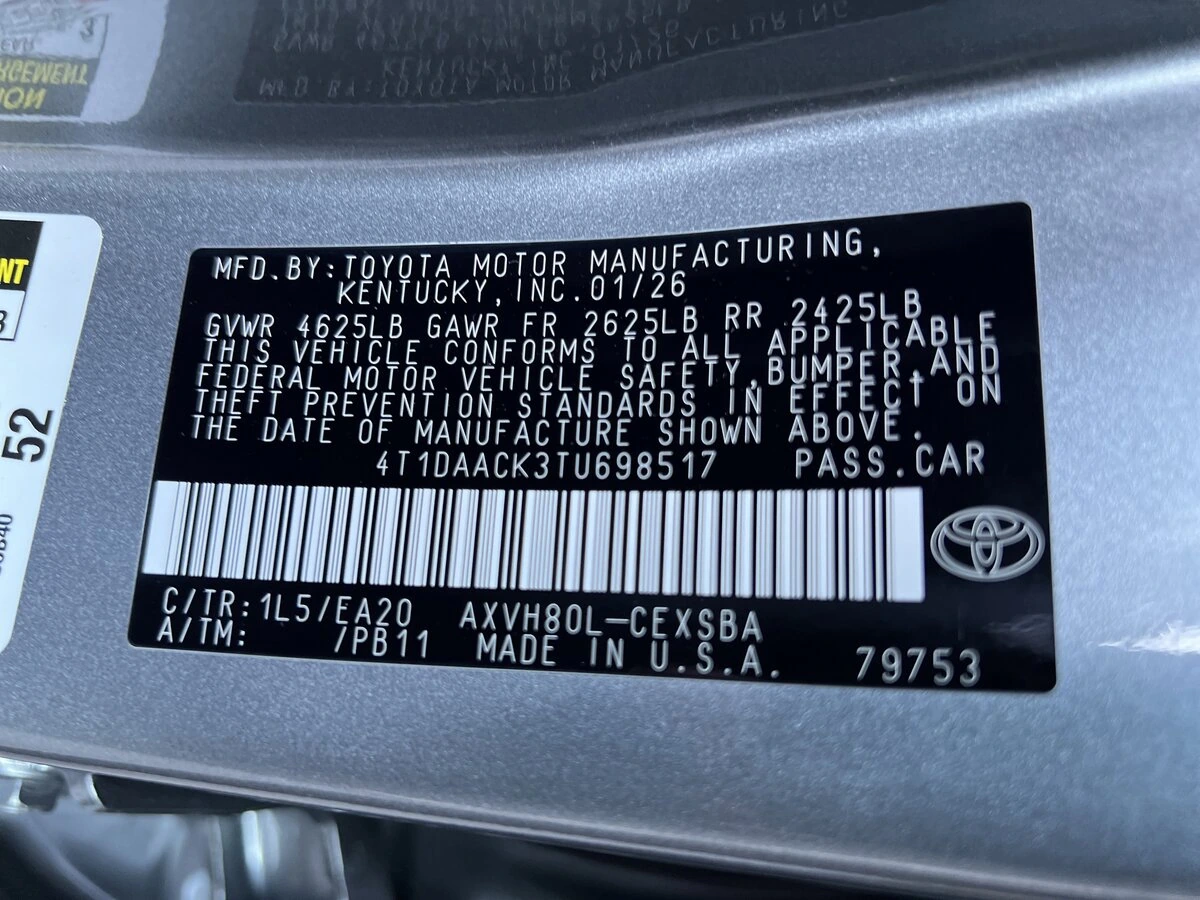 MFD.BY:TOYOTA MOTOR MANUFACTURING,
KENTUCKY,INC.01/26
GVWR 4625LB GAWR FR 2625LB RR 2425LB
THIS VEHICLE CONFORMS TO ALL APPLICABLE
FEDERAL MOTOR VEHICLE SAFETY,BUMPER,AND
THEFT PREVENTION STANDARDS IN EFFECT ON
THE DATE OF MANUFACTURE SHOWN ABOVE.
4T1DAACK3TU698517 PASS.CAR
C/TR:1L5/EA20 AXVH80L-CEXSBA
A/TM: /PB11 MADE IN U.S.A. 79753
52